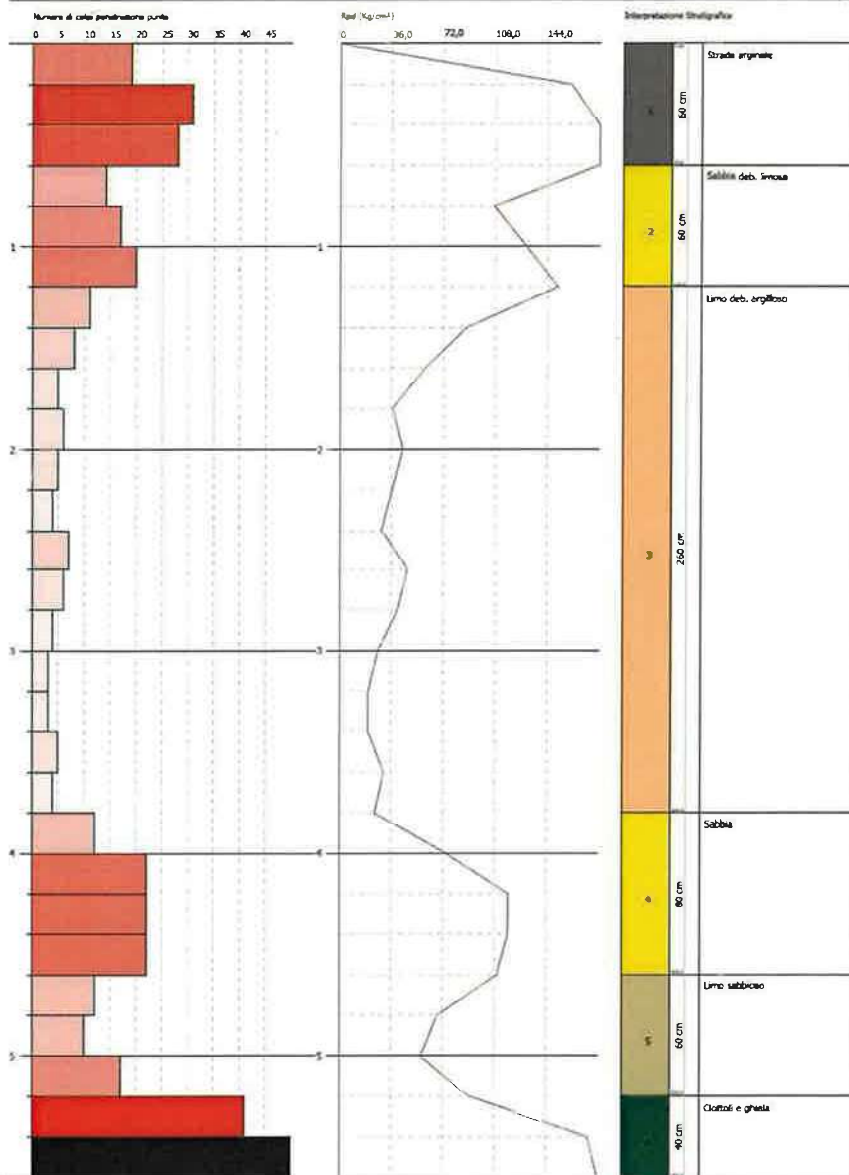 Numero di colpi penetrazione punta
Rpd (Kg/cm²)
Interpretazione Stratigrafica
0 5 10 15 20 25 30 35 40 45
0 36,0 72,0 108,0 144,0
Strada arginale
1
60 cm
Sabbia deb. limosa
2
60 cm
1 1
Limo deb. argilloso
2 2
3
260 cm
3 3
Sabbia
4
80 cm
4 4
Limo sabbioso
5
60 cm
5 5
Ciottoli e ghiaia
40 cm